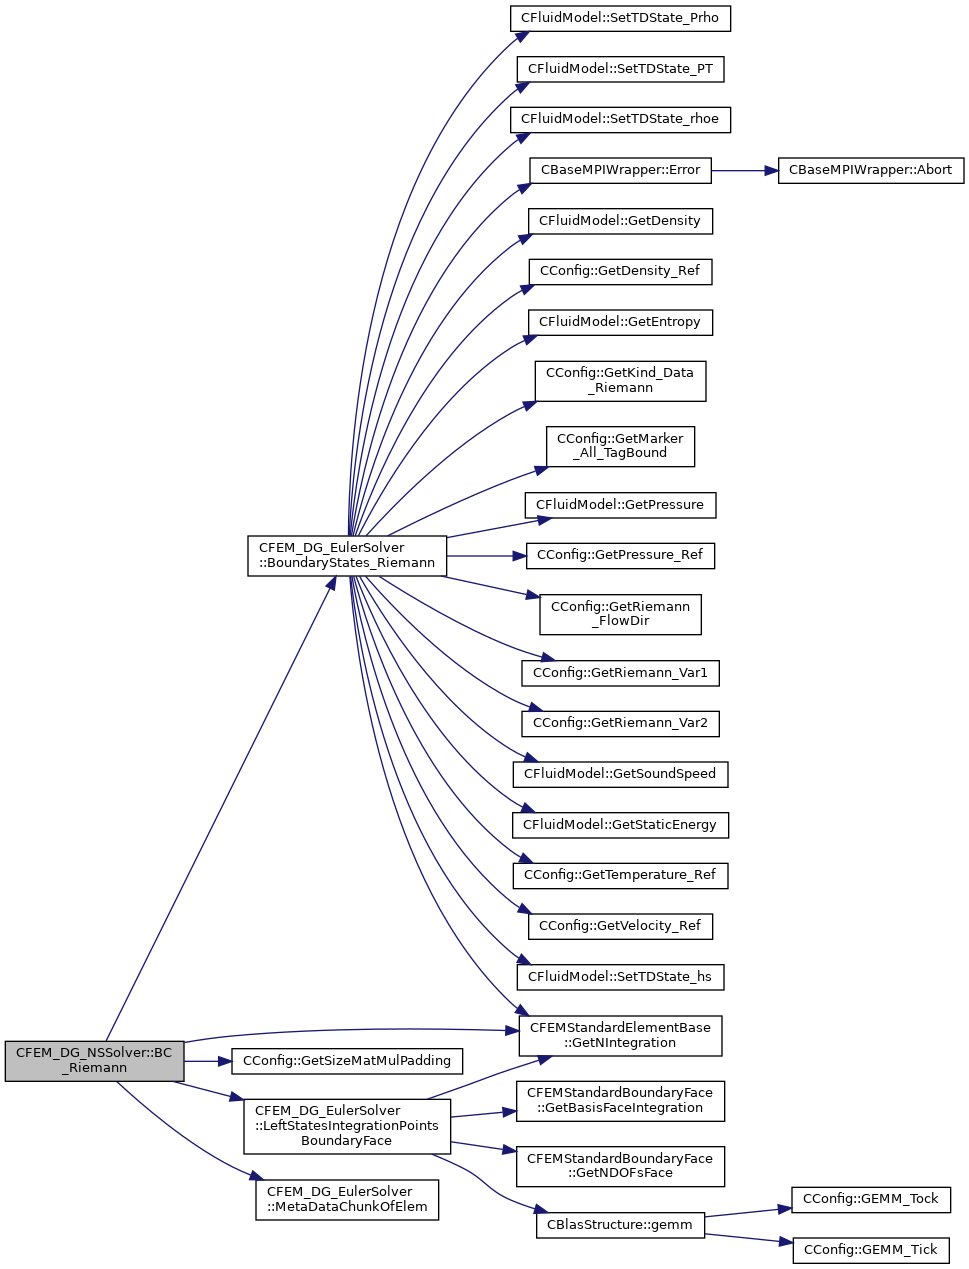 CFluidModel::SetTDState_Prho
CFluidModel::SetTDState_PT
CFluidModel::SetTDState_rhoe
CBaseMPIWrapper::Error
CBaseMPIWrapper::Abort
CFluidModel::GetDensity
CConfig::GetDensity_Ref
CFluidModel::GetEntropy
CConfig::GetKind_Data
_Riemann
CConfig::GetMarker
_All_TagBound
CFluidModel::GetPressure
CFEM_DG_EulerSolver
::BoundaryStates_Riemann
CConfig::GetPressure_Ref
CConfig::GetRiemann
_FlowDir
CConfig::GetRiemann_Var1
CConfig::GetRiemann_Var2
CFluidModel::GetSoundSpeed
CFluidModel::GetStaticEnergy
CConfig::GetTemperature_Ref
CConfig::GetVelocity_Ref
CFluidModel::SetTDState_hs
CFEMStandardElementBase
::GetNIntegration
CFEM_DG_NSSolver::BC
_Riemann
CConfig::GetSizeMatMulPadding
CFEMStandardBoundaryFace
::GetBasisFaceIntegration
CFEM_DG_EulerSolver
::LeftStatesIntegrationPoints
BoundaryFace
CFEMStandardBoundaryFace
::GetNDOFsFace
CFEM_DG_EulerSolver
::MetaDataChunkOfElem
CBlasStructure::gemm
CConfig::GEMM_Tock
CConfig::GEMM_Tick